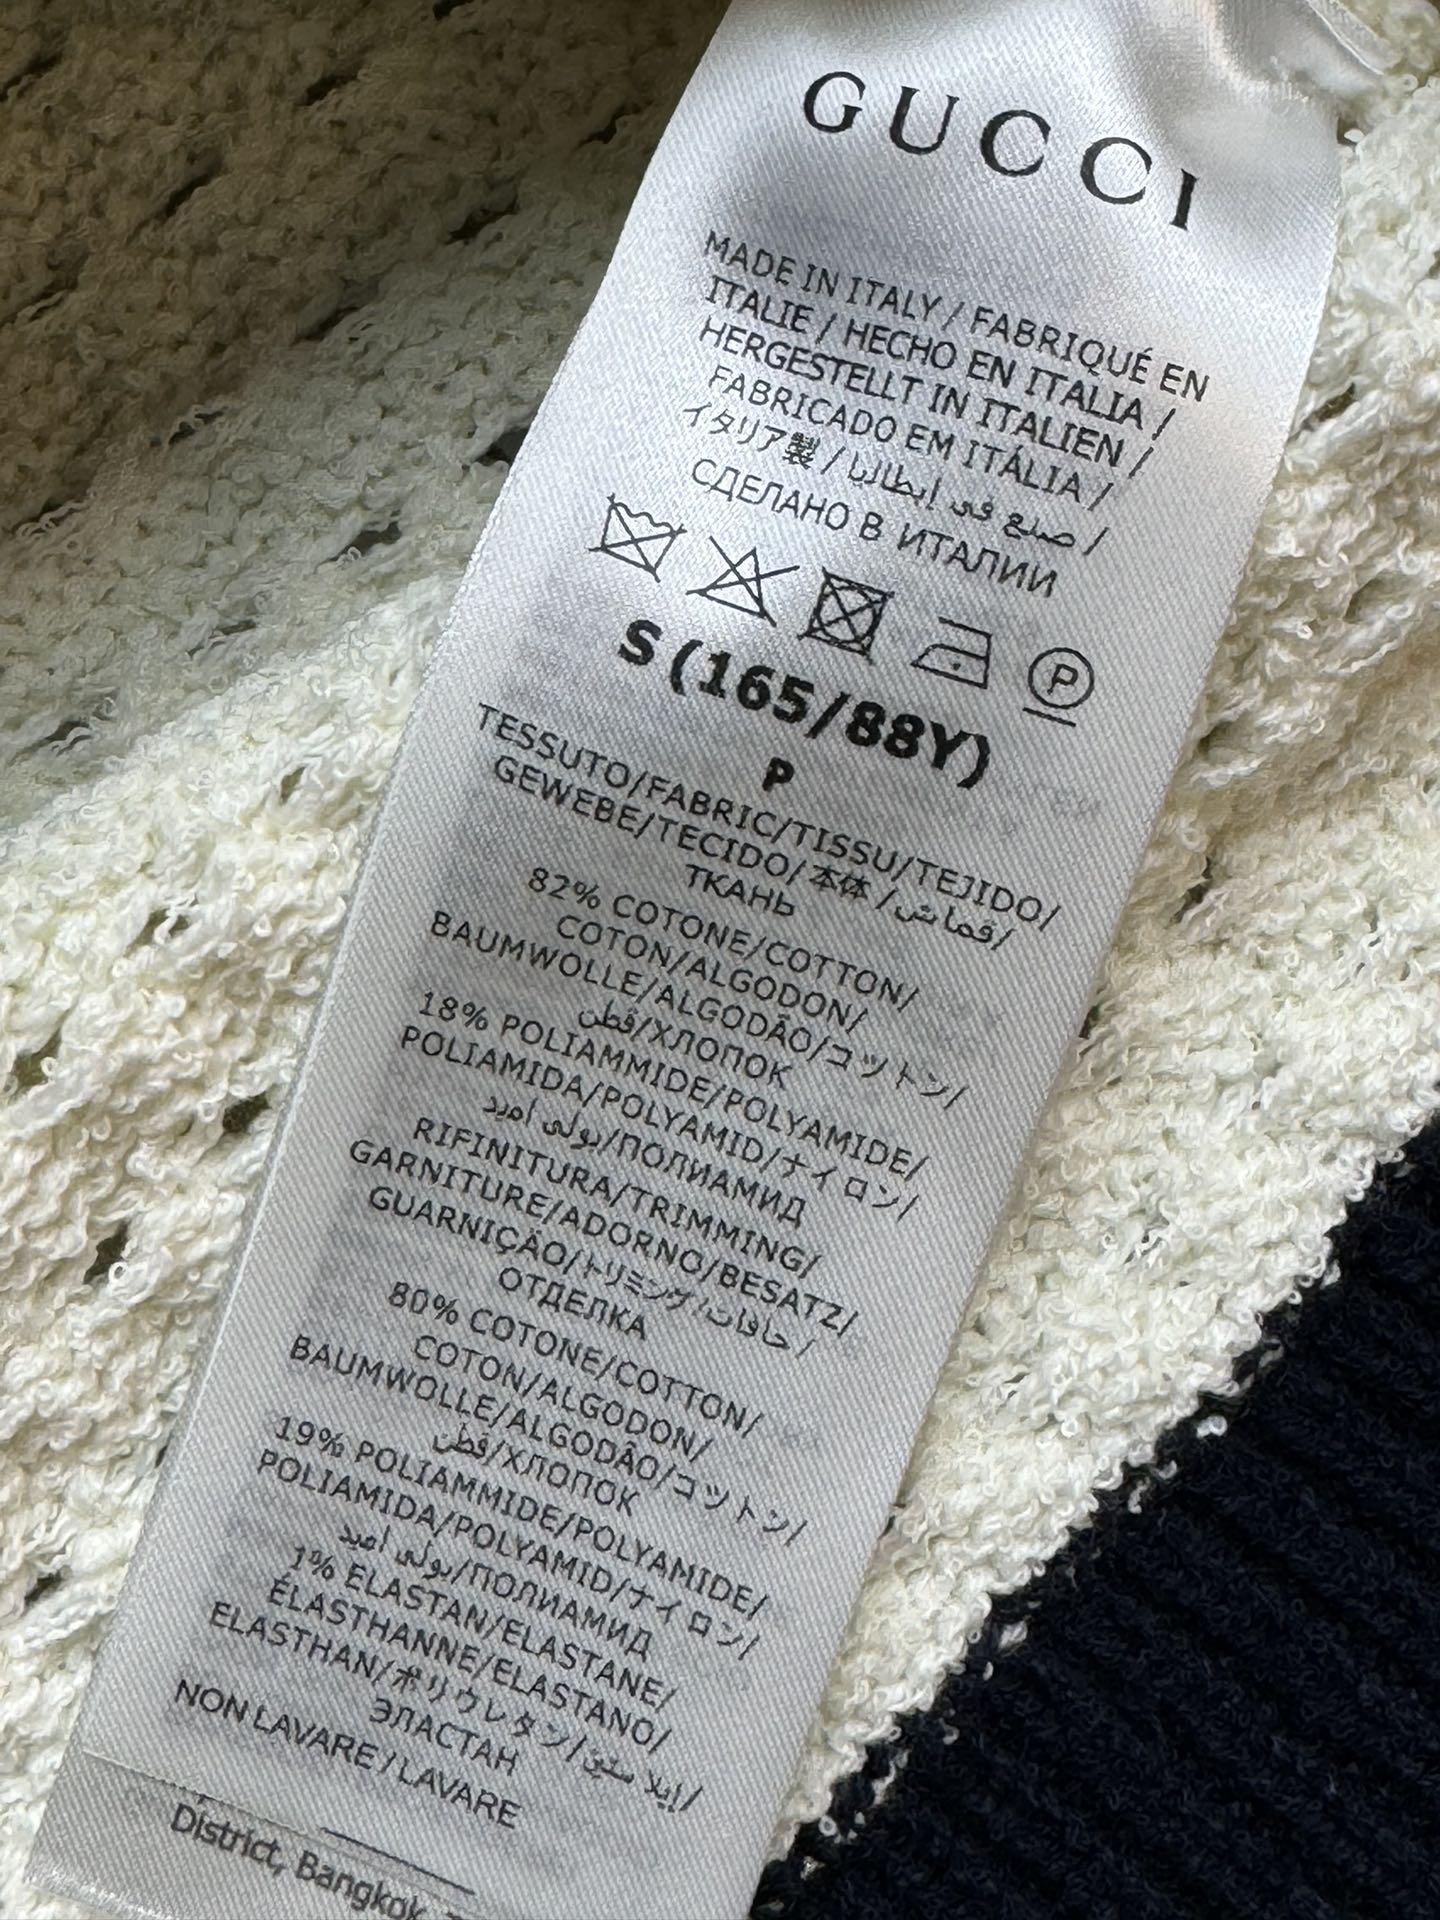 GUCCI
MADE IN ITALY / FABRIQUÉ EN
ITALIE / HECHO EN ITALIA /
HERGESTELLT IN ITALIEN /
FABRICADO EM ITÁLIA /
イタリア製 / صنع في إيطاليا /
СДЕЛАНО В ИТАЛИИ
P
S (165/88Y)
P
TESSUTO/FABRIC/TISSU/TEJIDO/
GEWEBE/TECIDO/本体/قماش/
ТКАНЬ
82% COTONE/COTTON/
COTON/ALGODON/
BAUMWOLLE/ALGODÃO/コットン/
قطن/ХЛОПОК
18% POLIAMMIDE/POLYAMIDE/
POLIAMIDA/POLYAMID/ナイロン/
بولي اميد/ПОЛИАМИД
RIFINITURA/TRIMMING/
GARNITURE/ADORNO/BESATZ/
GUARNIÇÃO/トリミング/حافات/
ОТДЕЛКА
80% COTONE/COTTON/
COTON/ALGODON/
BAUMWOLLE/ALGODÃO/コットン/
قطن/ХЛОПОК
19% POLIAMMIDE/POLYAMIDE/
POLIAMIDA/POLYAMID/ナイロン/
بولي اميد/ПОЛИАМИД
1% ELASTAN/ELASTANE/
ÉLASTHANNE/ELASTANO/
ELASTHAN/ポリウレタン/إيلاستين/
ЭЛАСТАН
NON LAVARE / LAVARE
District, Bangkok